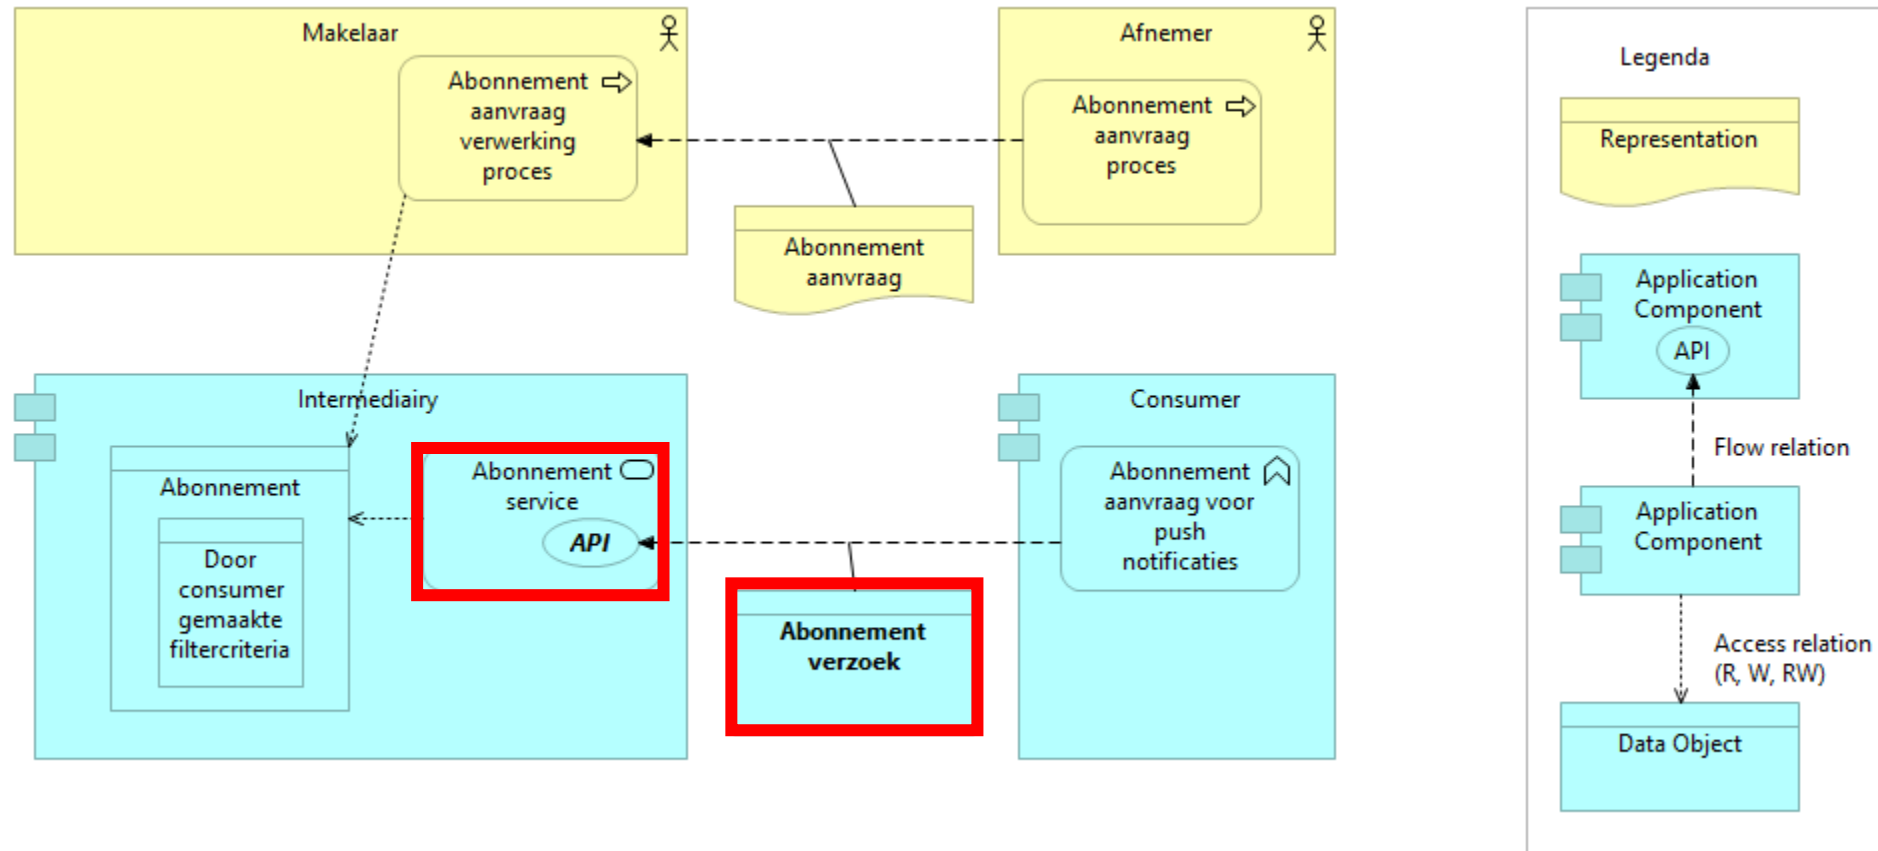 Makelaar
Abonnement
aanvraag
verwerking
proces
Afnemer
Abonnement
aanvraag
proces
Abonnement
aanvraag
Intermediairy
Abonnement
Door
consumer
gemaakte
filtercriteria
Abonnement
service
API
Abonnement
verzoek
Consumer
Abonnement
aanvraag voor
push
notificaties
Legenda
Representation
Application
Component
API
Flow relation
Application
Component
Access relation
(R, W, RW)
Data Object